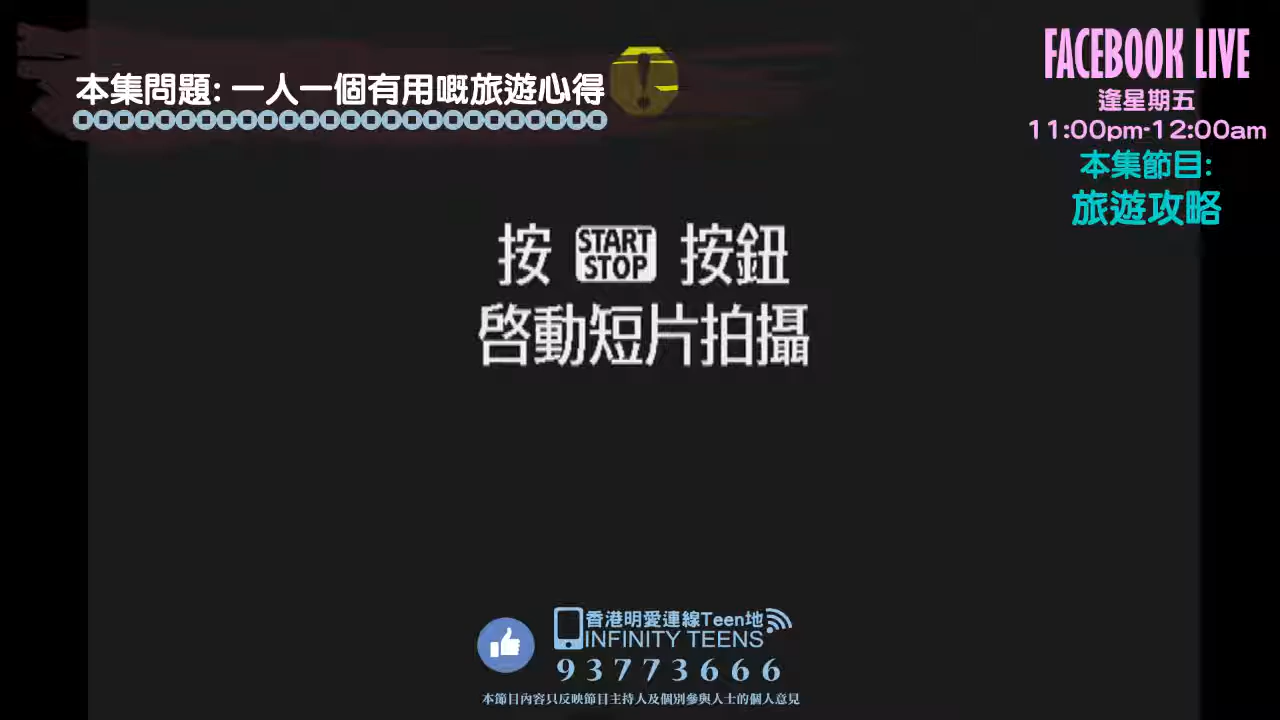 本集問題: 一人一個有用嘅旅遊心得
FACEBOOK LIVE
逢星期五
11:00pm-12:00am
本集節目:
旅遊攻略
按 START STOP 按鈕
啓動短片拍攝
香港明愛連線Teen地
INFINITY TEENS
93773666
本節目內容只反映節目主持人及個別參與人士的個人意見